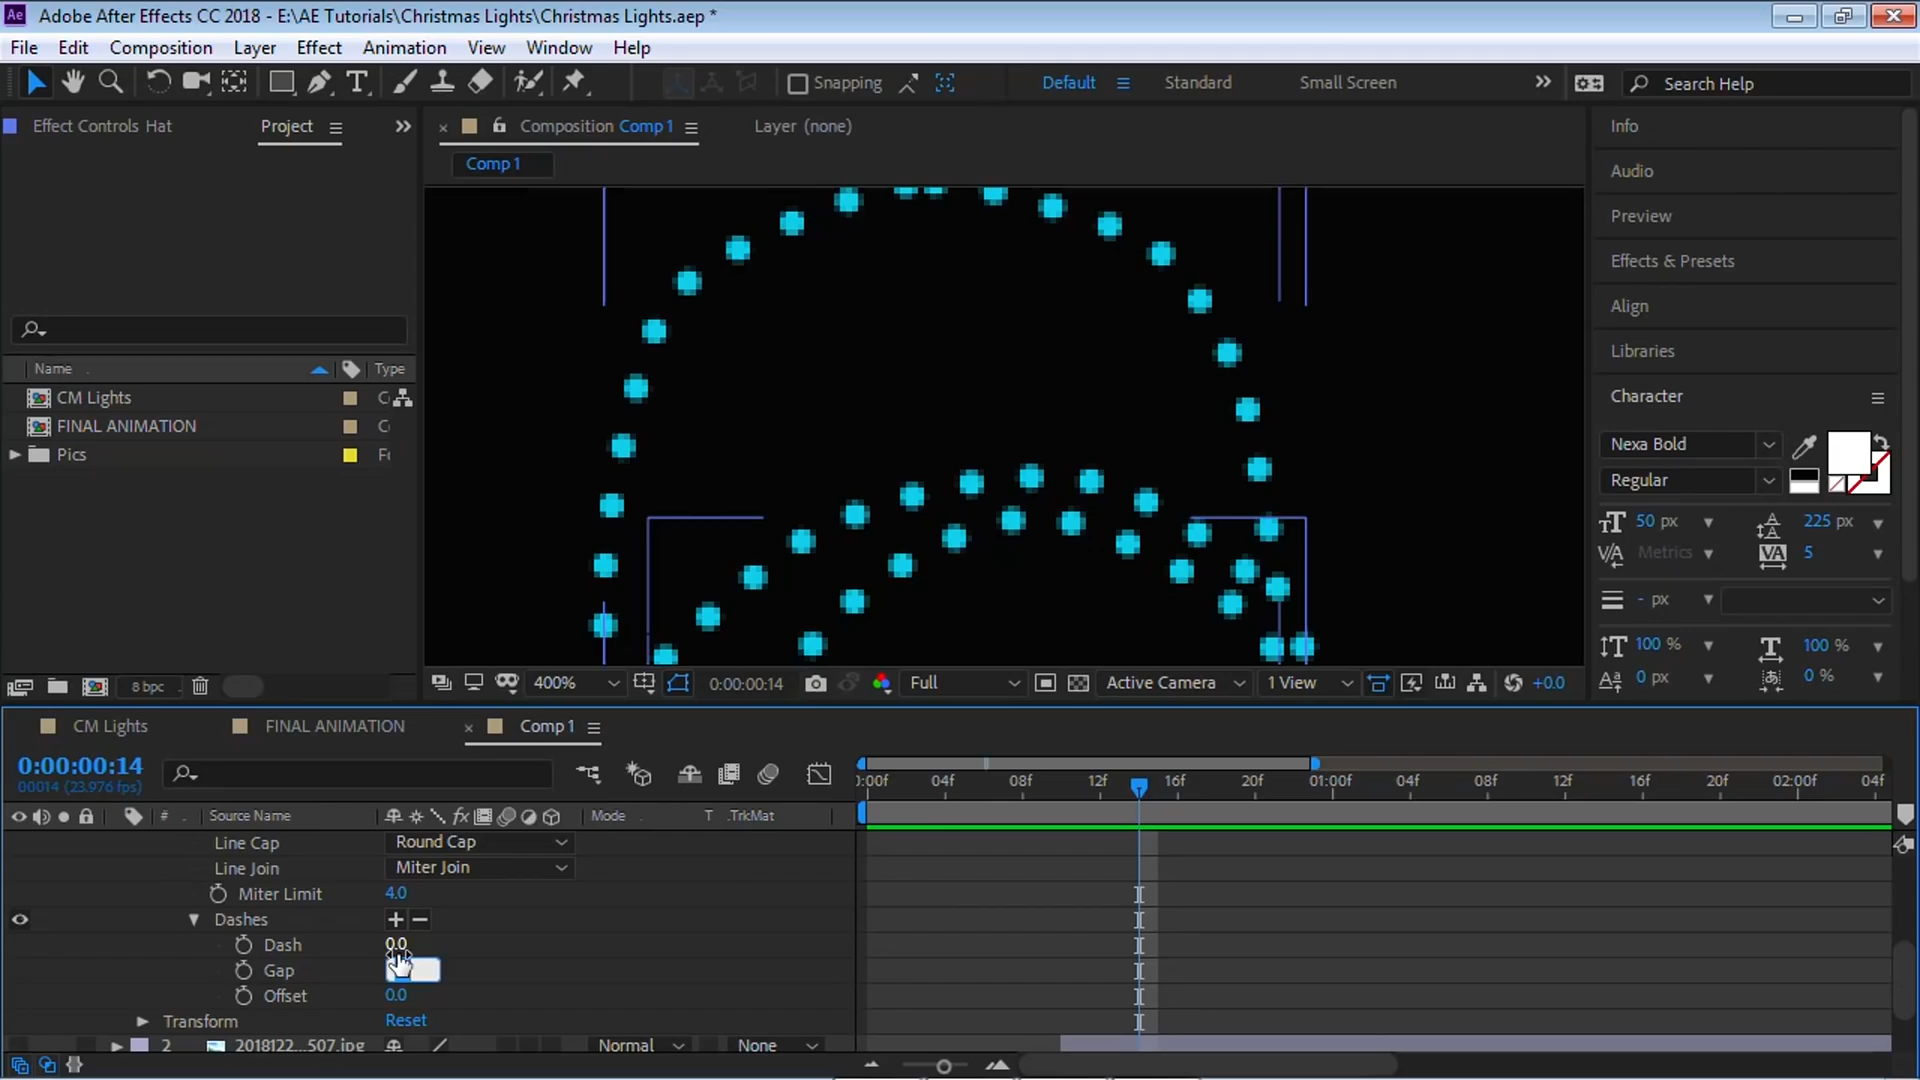 Ae Adobe After Effects CC 2018 - E:\AE Tutorials\Christmas Lights\Christmas Lights.aep *
File Edit Composition Layer Effect Animation View Window Help
Snapping Default Standard Small Screen Search Help
Effect Controls Hat Project Composition Comp 1 Layer (none) Info
Comp 1 Audio
Preview
Effects & Presets
Align
Libraries
Name Type Character
CM Lights
FINAL ANIMATION
Pics
Nexa Bold
Regular
50 px 225 px
Metrics 5
- px
100 % 100 %
0 px 0 %
8 bpc 400% 0:00:00:14 Full Active Camera 1 View +0.0
CM Lights FINAL ANIMATION Comp 1
0:00:00:14
00014 (23.976 fps)
:00f 04f 08f 12f 16f 20f 01:00f 04f 08f 12f 16f 20f 02:00f 04f
# Source Name Mode T .TrkMat
Line Cap Round Cap
Line Join Miter Join
Miter Limit 4.0
Dashes
Dash 0.0
Gap
Offset 0.0
Transform Reset
2 2018122...507.jpg Normal None